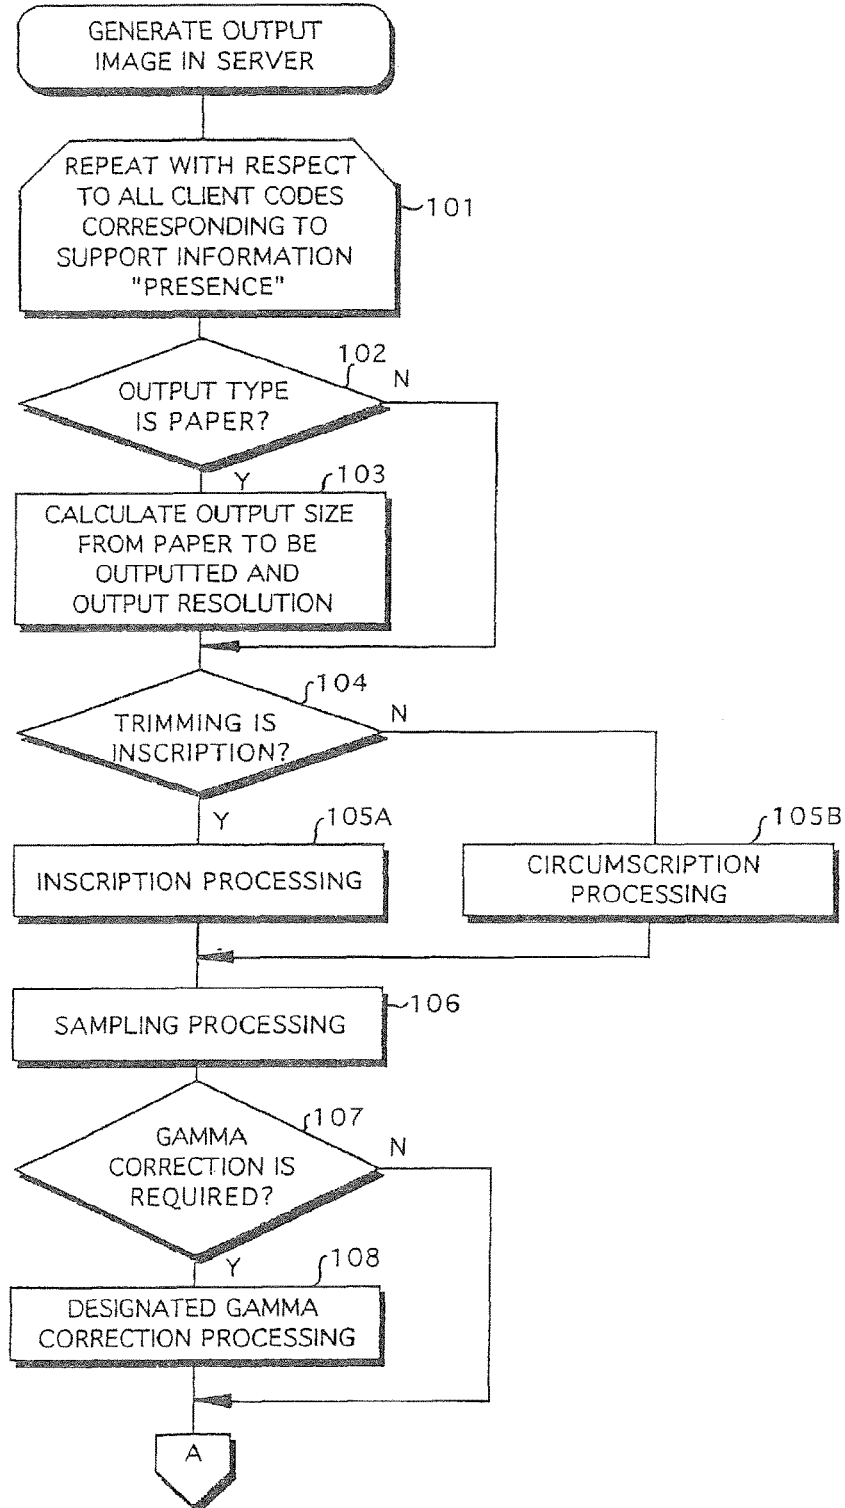 GENERATE OUTPUT
IMAGE IN SERVER
REPEAT WITH RESPECT
TO ALL CLIENT CODES
CORRESPONDING TO
SUPPORT INFORMATION
"PRESENCE"
101
102
N
OUTPUT TYPE
IS PAPER?
Y
103
CALCULATE OUTPUT SIZE
FROM PAPER TO BE
OUTPUTTED AND
OUTPUT RESOLUTION
104
N
TRIMMING IS
INSCRIPTION?
Y
105A
105B
INSCRIPTION PROCESSING
CIRCUMSCRIPTION
PROCESSING
SAMPLING PROCESSING
106
107
N
GAMMA
CORRECTION IS
REQUIRED?
Y
108
DESIGNATED GAMMA
CORRECTION PROCESSING
A